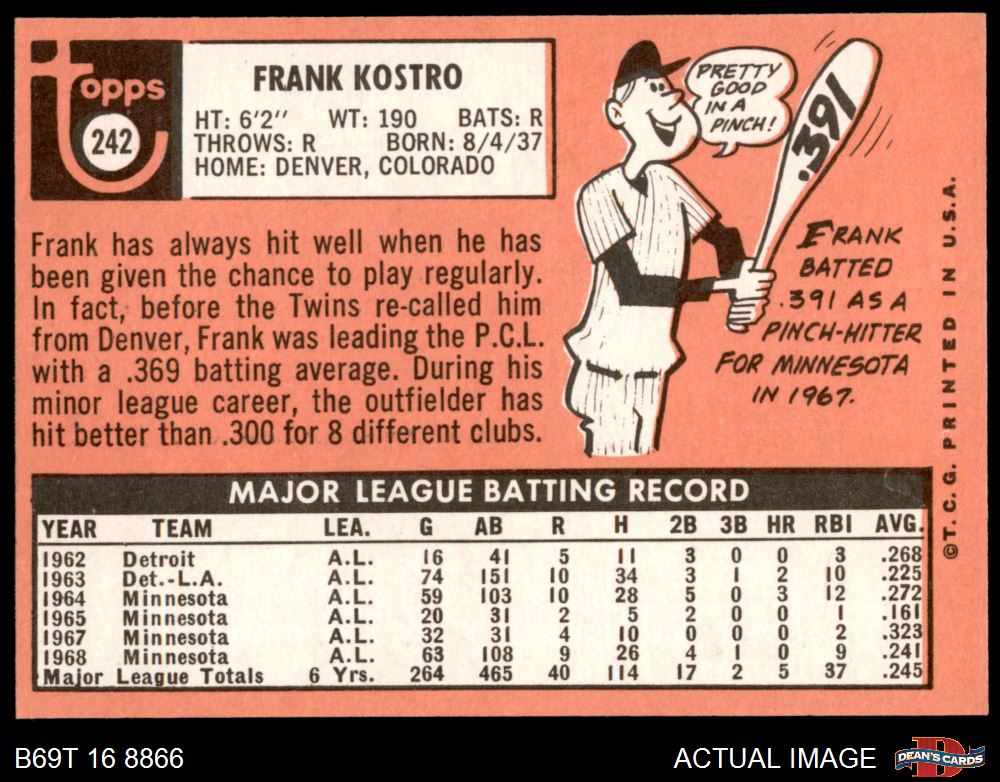 Topps
242
FRANK KOSTRO
HT: 6'2" WT: 190 BATS: R
THROWS: R BORN: 8/4/37
HOME: DENVER, COLORADO
Frank has always hit well when he has
been given the chance to play regularly.
In fact, before the Twins re-called him
from Denver, Frank was leading the P.C.L.
with a .369 batting average. During his
minor league career, the outfielder has
hit better than .300 for 8 different clubs.
PRETTY
GOOD
IN A
PINCH!
.391
FRANK
BATTED
.391 AS A
PINCH-HITTER
FOR MINNESOTA
IN 1967.
© T. C. G. PRINTED IN U.S.A.
MAJOR LEAGUE BATTING RECORD
YEAR TEAM LEA. G AB R H 2B 3B HR RBI AVG.
1962 Detroit A.L. 16 41 5 11 3 0 0 3 .268
1963 Det.-L.A. A.L. 74 151 10 34 3 1 2 10 .225
1964 Minnesota A.L. 59 103 10 28 5 0 3 12 .272
1965 Minnesota A.L. 20 31 2 5 2 0 0 1 .161
1967 Minnesota A.L. 32 31 4 10 0 0 0 2 .323
1968 Minnesota A.L. 63 108 9 26 4 1 0 9 .241
Major League Totals 6 Yrs. 264 465 40 114 17 2 5 37 .245
B69T 16 8866
ACTUAL IMAGE
D
DEAN'S CARDS